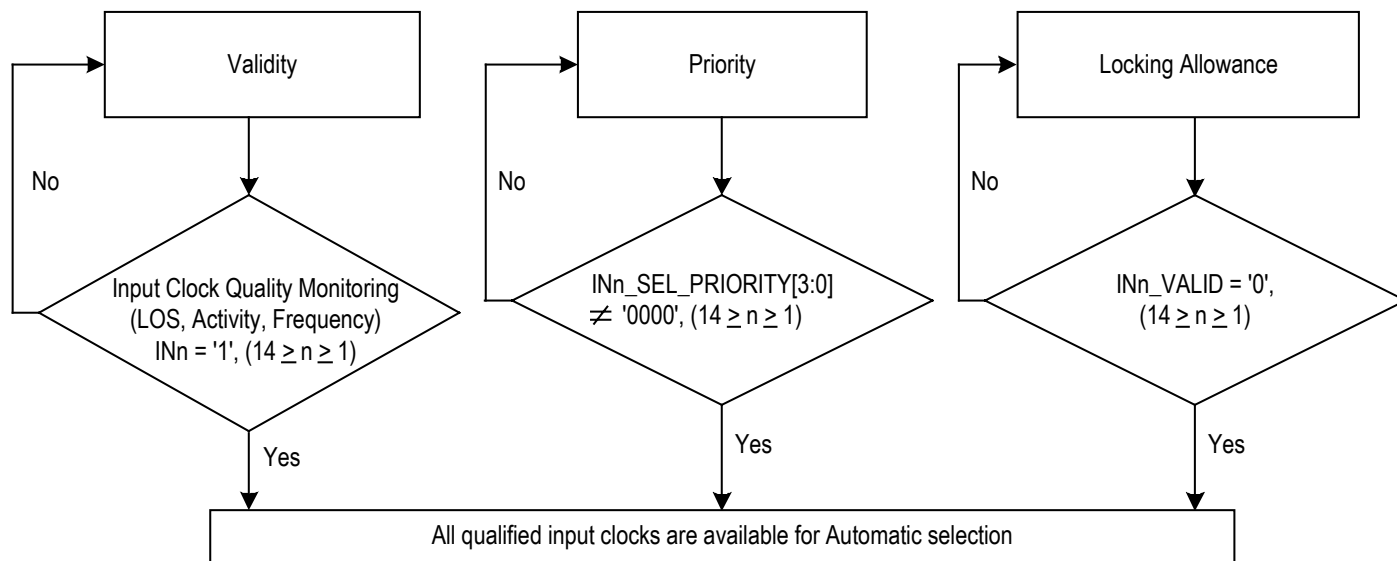 Validity
Priority
Locking Allowance
No
No
No
Input Clock Quality Monitoring
(LOS, Activity, Frequency)
INn = '1', (14 ≥ n ≥ 1)
INn_SEL_PRIORITY[3:0]
≠ '0000', (14 ≥ n ≥ 1)
INn_VALID = '0',
(14 ≥ n ≥ 1)
Yes
Yes
Yes
All qualified input clocks are available for Automatic selection